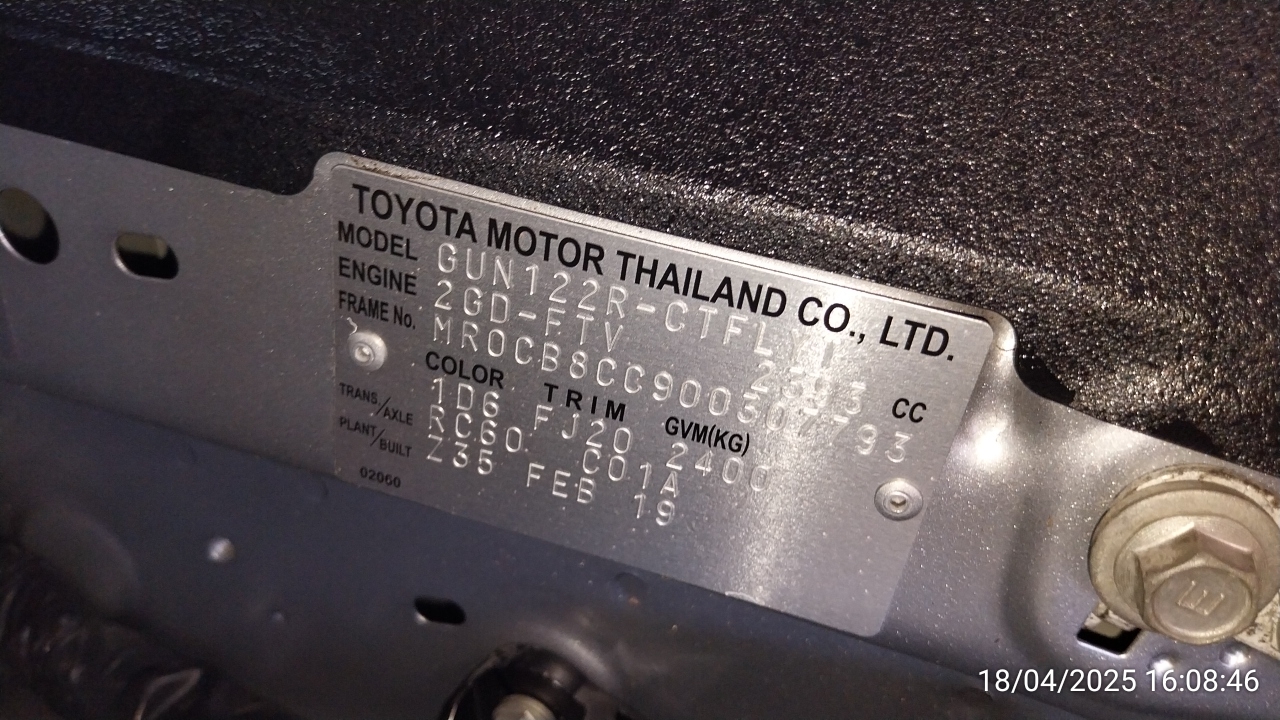 TOYOTA MOTOR THAILAND CO., LTD.
MODEL GUN122R-CTFLY
ENGINE 2GD-FTV 2393 CC
FRAME No. MR0CB8CC900307793
COLOR TRIM GVM(KG)
1D6 FJ20 2400
TRANS/AXLE RC60 C01A
PLANT/BUILT Z35 FEB 19
02060
18/04/2025 16:08:46